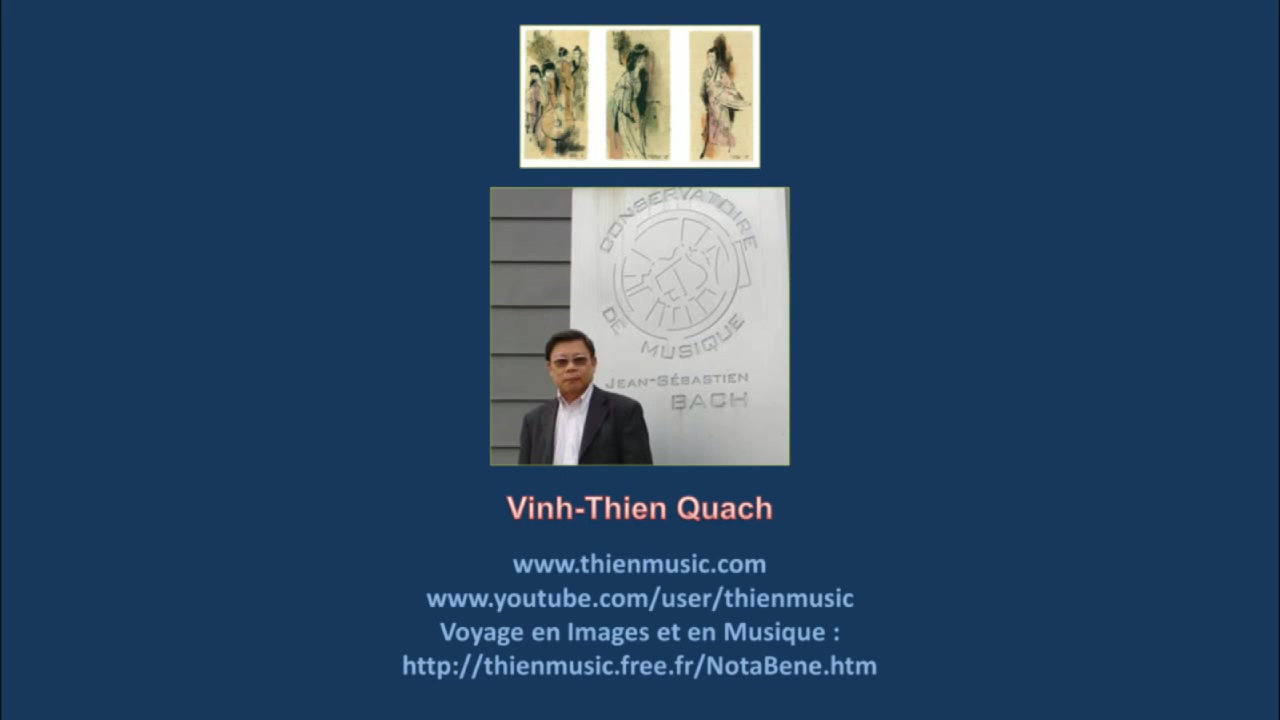 CONSERVATOIRE
DE MUSIQUE
JEAN-SÉBASTIEN
BACH
Vinh-Thien Quach
www.thienmusic.com
www.youtube.com/user/thienmusic
Voyage en Images et en Musique :
http://thienmusic.free.fr/NotaBene.htm